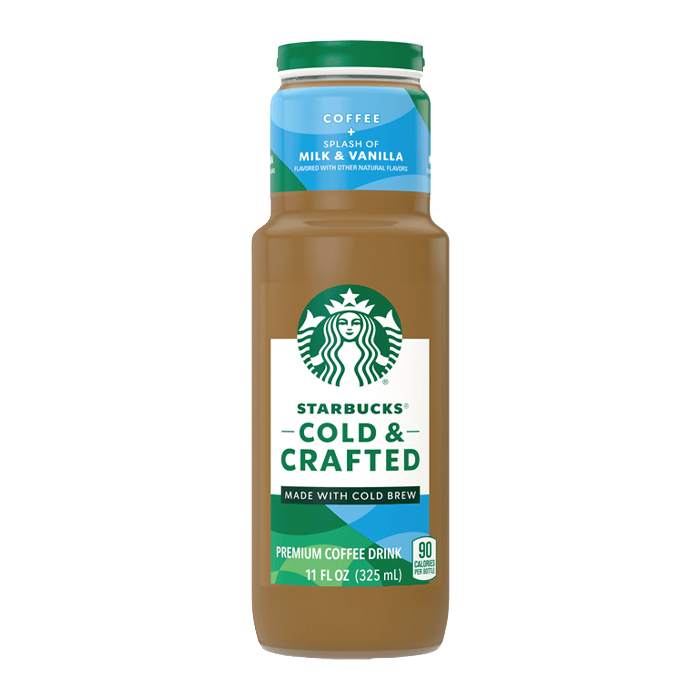 COFFEE
+
SPLASH OF
MILK & VANILLA
FLAVORED WITH OTHER NATURAL FLAVORS
STARBUCKS®
COLD &
CRAFTED
MADE WITH COLD BREW
PREMIUM COFFEE DRINK
11 FL OZ (325 mL)
90
CALORIES
PER BOTTLE